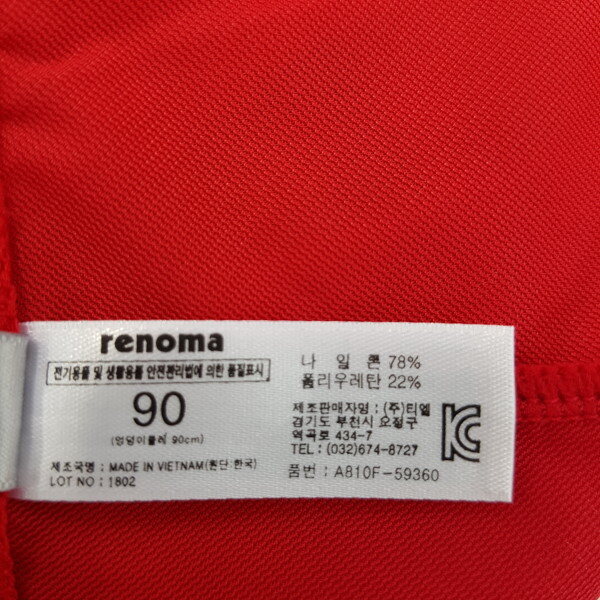 renoma
전기용품 및 생활용품 안전관리법에 의한 품질표시
90
(엉덩이둘레 90cm)
제조국명 : MADE IN VIETNAM(원단:한국)
LOT NO : 1802
나 일 론 78%
폴리우레탄 22%
제조판매자명 : (주)티엘
경기도 부천시 오정구
역곡로 434-7
TEL : (032)674-8727
품번: A810F-59360
KC